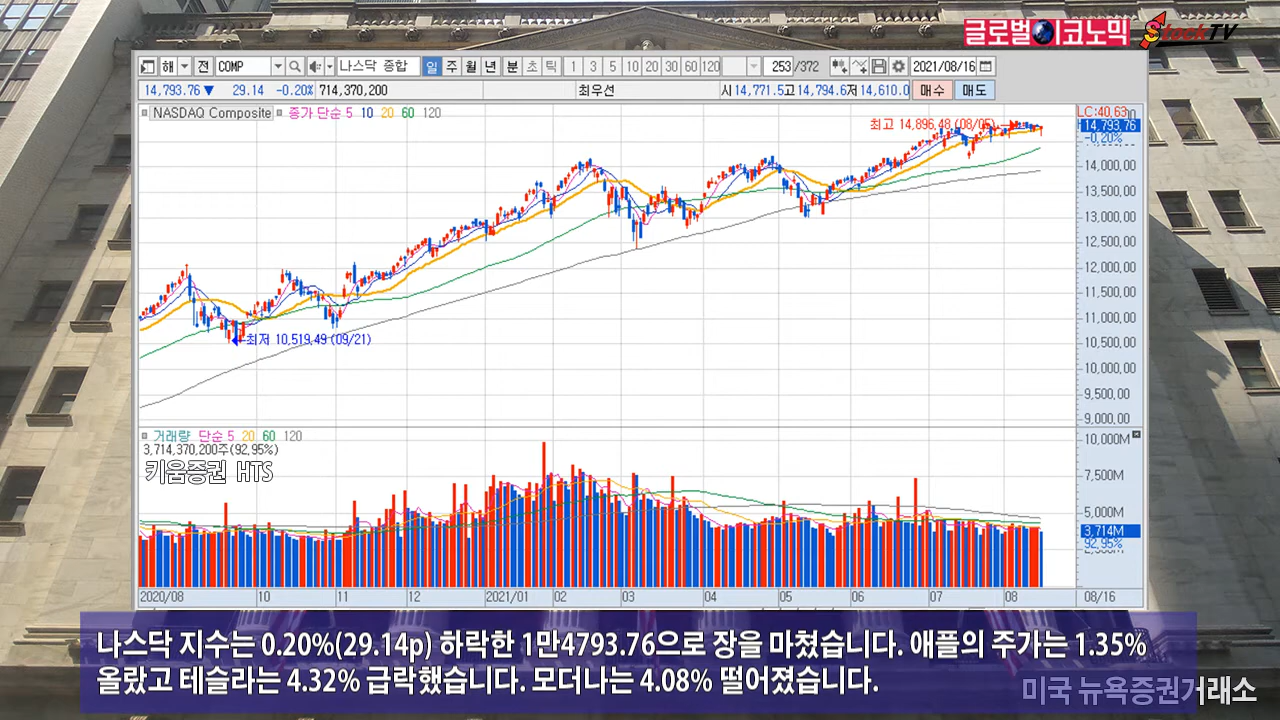 글로벌이코노믹 StockTV
해 전 COMP 나스닥 종합 일 주 월 년 분 초 틱 1 3 5 10 20 30 60 120 253 /372 2021/08/16
14,793.76 ▼ 29.14 -0.20% 714,370,200 최우선 시 14,771.5 고 14,794.6 저 14,610.0 매수 매도
NASDAQ Composite 종가 단순 5 10 20 60 120
LC:40.63
최고 14,896.48 (08/05)
14,793.76
-0.20%
14,000,00
13,500,00
13,000,00
12,500,00
12,000,00
11,500,00
11,000,00
최저 10,519.49 (09/21)
10,500,00
10,000,00
9,500,00
9,000,00
거래량 단순 5 20 60 120
10,000M
3,714,370,200주(92,95%)
키움증권 HTS
7,500M
5,000M
3,714M
92,95%
2020/08 10 11 12 2021/01 02 03 04 05 06 07 08 08/16
나스닥 지수는 0.20%(29.14p) 하락한 1만4793.76으로 장을 마쳤습니다. 애플의 주가는 1.35%
올랐고 테슬라는 4.32% 급락했습니다. 모더나는 4.08% 떨어졌습니다.
미국 뉴욕증권거래소